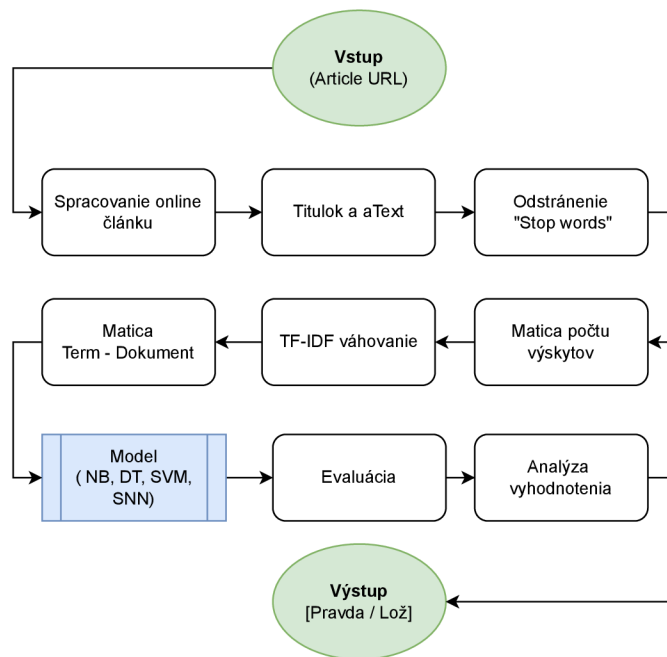 Vstup
(Article URL)
Spracovanie online
článku
Titulok a aText
Odstránenie
"Stop words"
Matica
Term - Dokument
TF-IDF váhovanie
Matica počtu
výskytov
Model
( NB, DT, SVM,
SNN)
Evaluácia
Analýza
vyhodnotenia
Výstup
[Pravda / Lož]